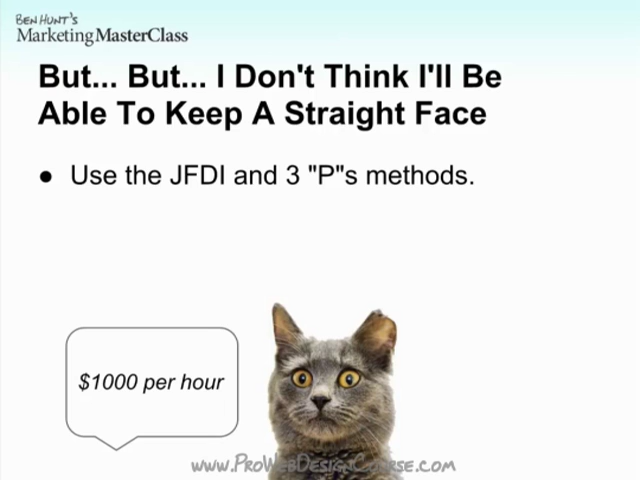 BEN HUNT'S
Marketing MasterClass
But... But... I Don't Think I'll Be
Able To Keep A Straight Face
● Use the JFDI and 3 "P"s methods.
$1000 per hour
www.ProWebDesignCourse.com